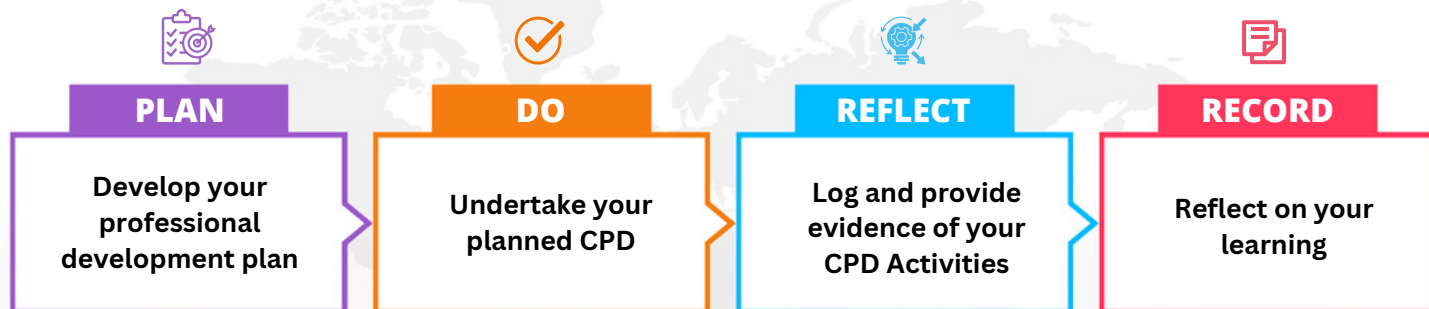 PLAN
Develop your
professional
development plan
DO
Undertake your
planned CPD
REFLECT
Log and provide
evidence of your
CPD Activities
RECORD
Reflect on your
learning